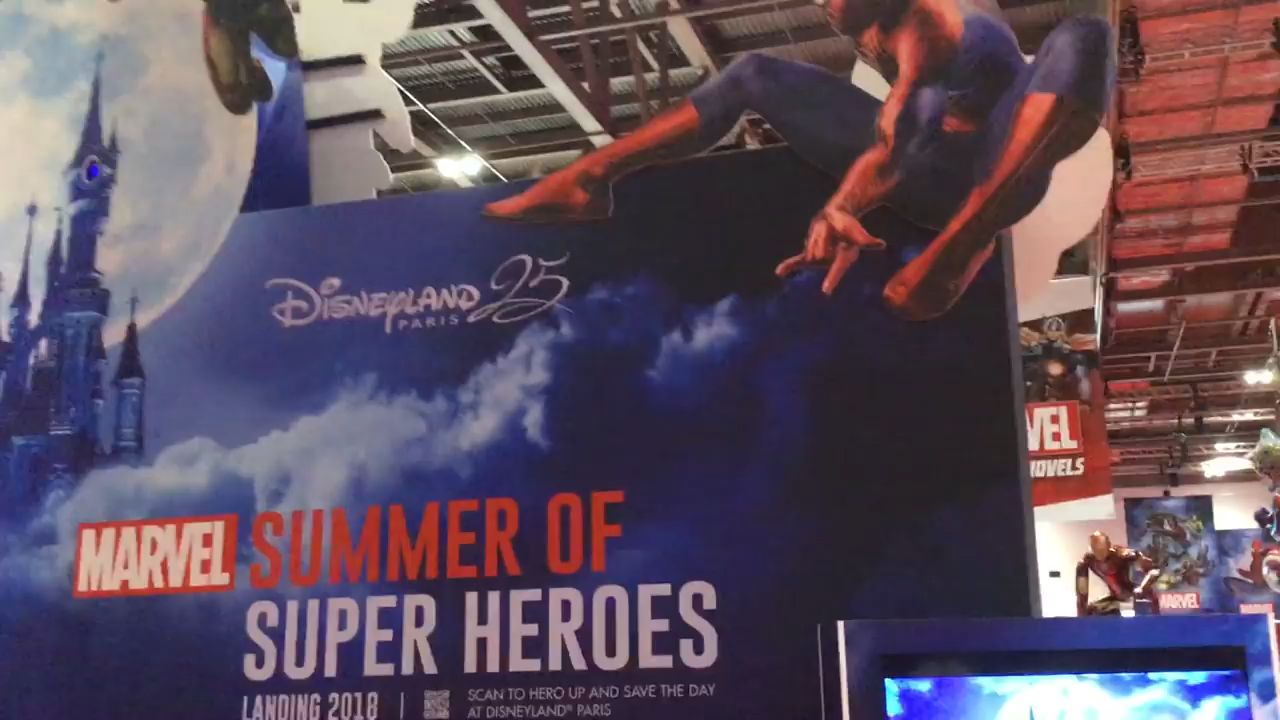 DISNEYLAND 25
PARIS
MARVEL SUMMER OF
SUPER HEROES
LANDING 2018 | SCAN TO HERO UP AND SAVE THE DAY
AT DISNEYLAND® PARIS
VEL
OVELS
MARVEL